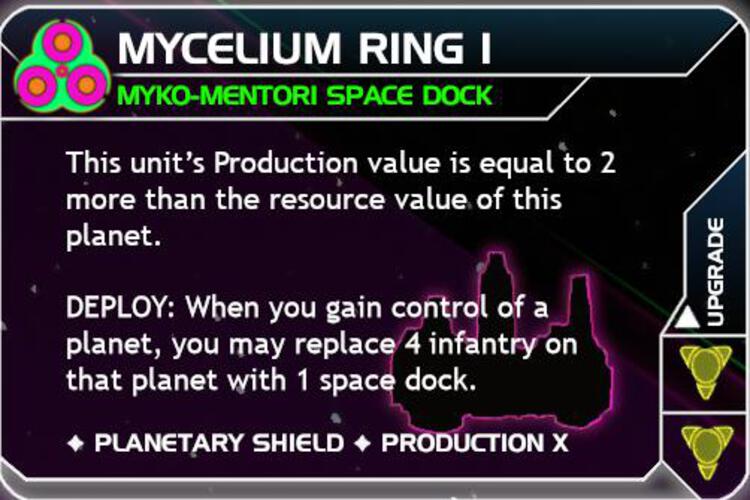 MYCELIUM RING I
MYKO-MENTORI SPACE DOCK
This unit's Production value is equal to 2
more than the resource value of this
planet.
DEPLOY: When you gain control of a
planet, you may replace 4 infantry on
that planet with 1 space dock.
PLANETARY SHIELD ✦ PRODUCTION X
UPGRADE